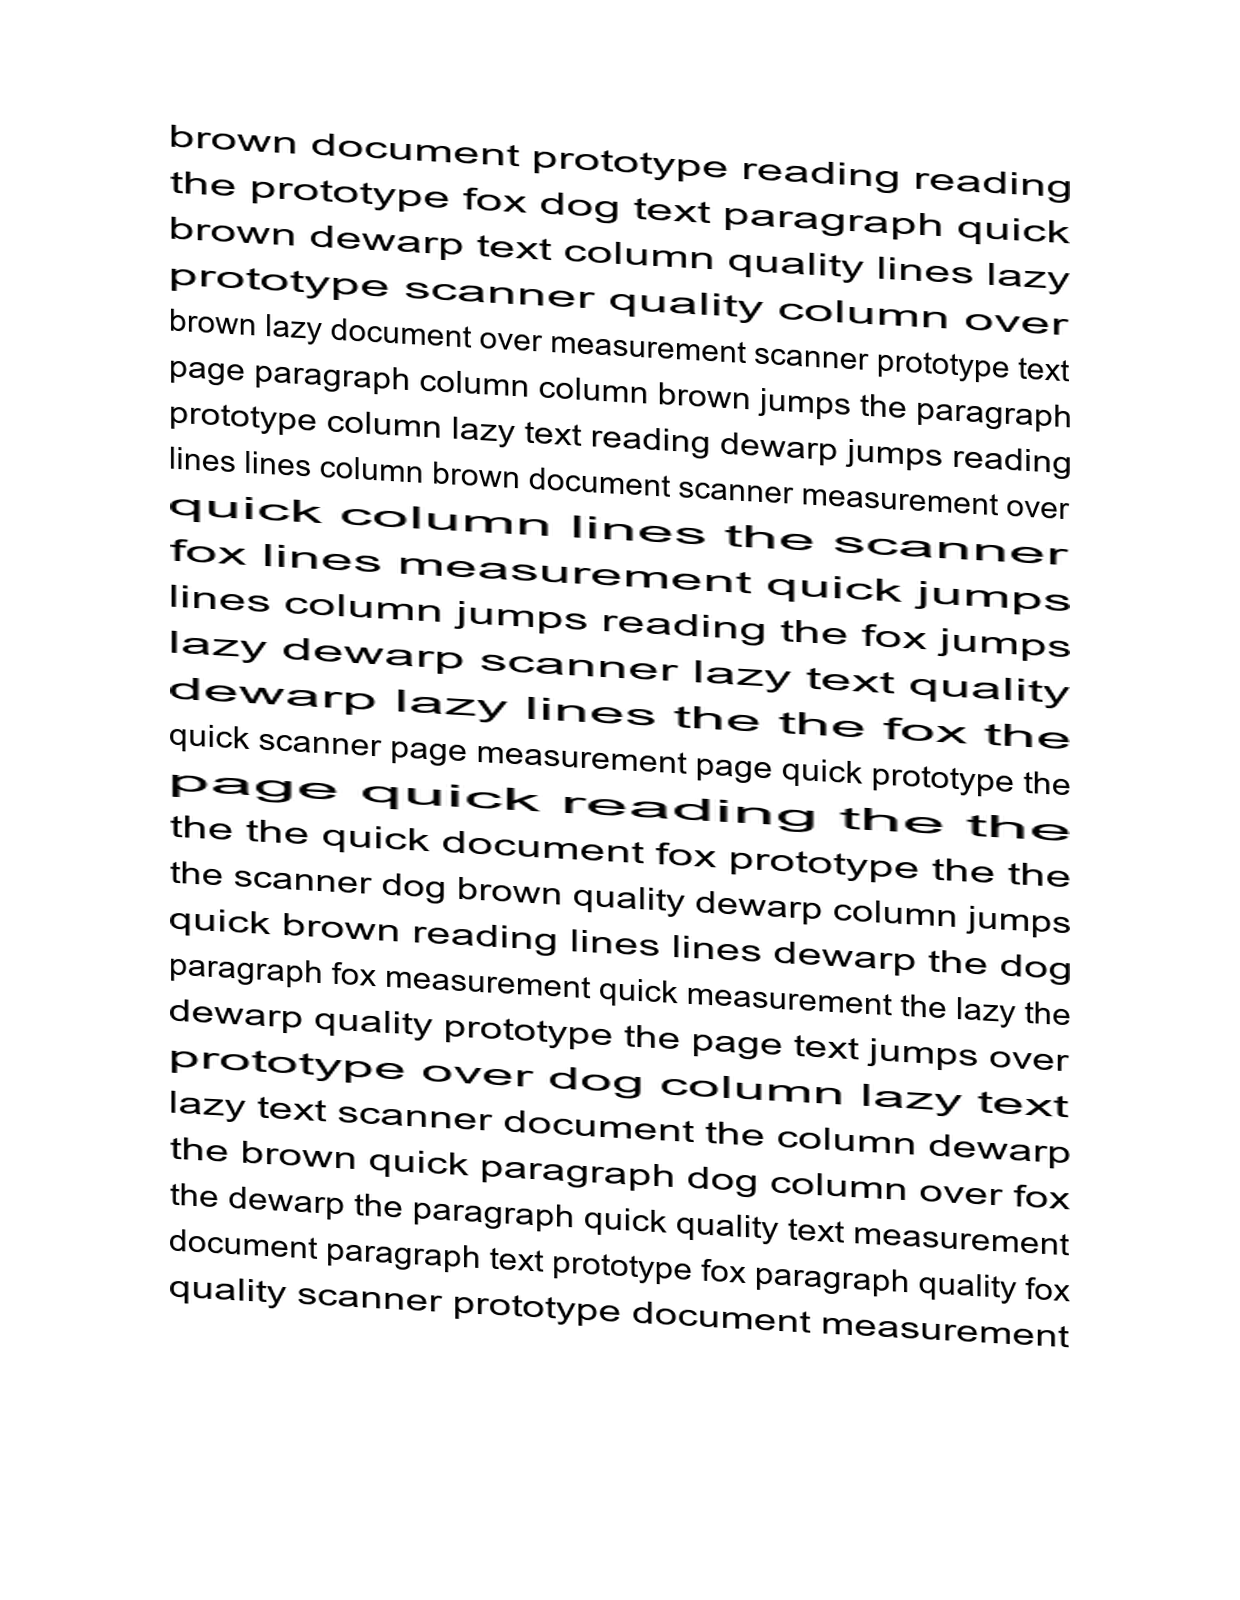 brown document prototype reading reading
the prototype fox dog text paragraph quick
brown dewarp text column quality lines lazy
prototype scanner quality column over
brown lazy document over measurement scanner prototype text
page paragraph column column brown jumps the paragraph
prototype column lazy text reading dewarp jumps reading
lines lines column brown document scanner measurement over
quick column lines the scanner
fox lines measurement quick jumps
lines column jumps reading the fox jumps
lazy dewarp scanner lazy text quality
dewarp lazy lines the the fox the
quick scanner page measurement page quick prototype the
page quick reading the the
the the quick document fox prototype the the
the scanner dog brown quality dewarp column jumps
quick brown reading lines lines dewarp the dog
paragraph fox measurement quick measurement the lazy the
dewarp quality prototype the page text jumps over
prototype over dog column lazy text
lazy text scanner document the column dewarp
the brown quick paragraph dog column over fox
the dewarp the paragraph quick quality text measurement
document paragraph text prototype fox paragraph quality fox
quality scanner prototype document measurement